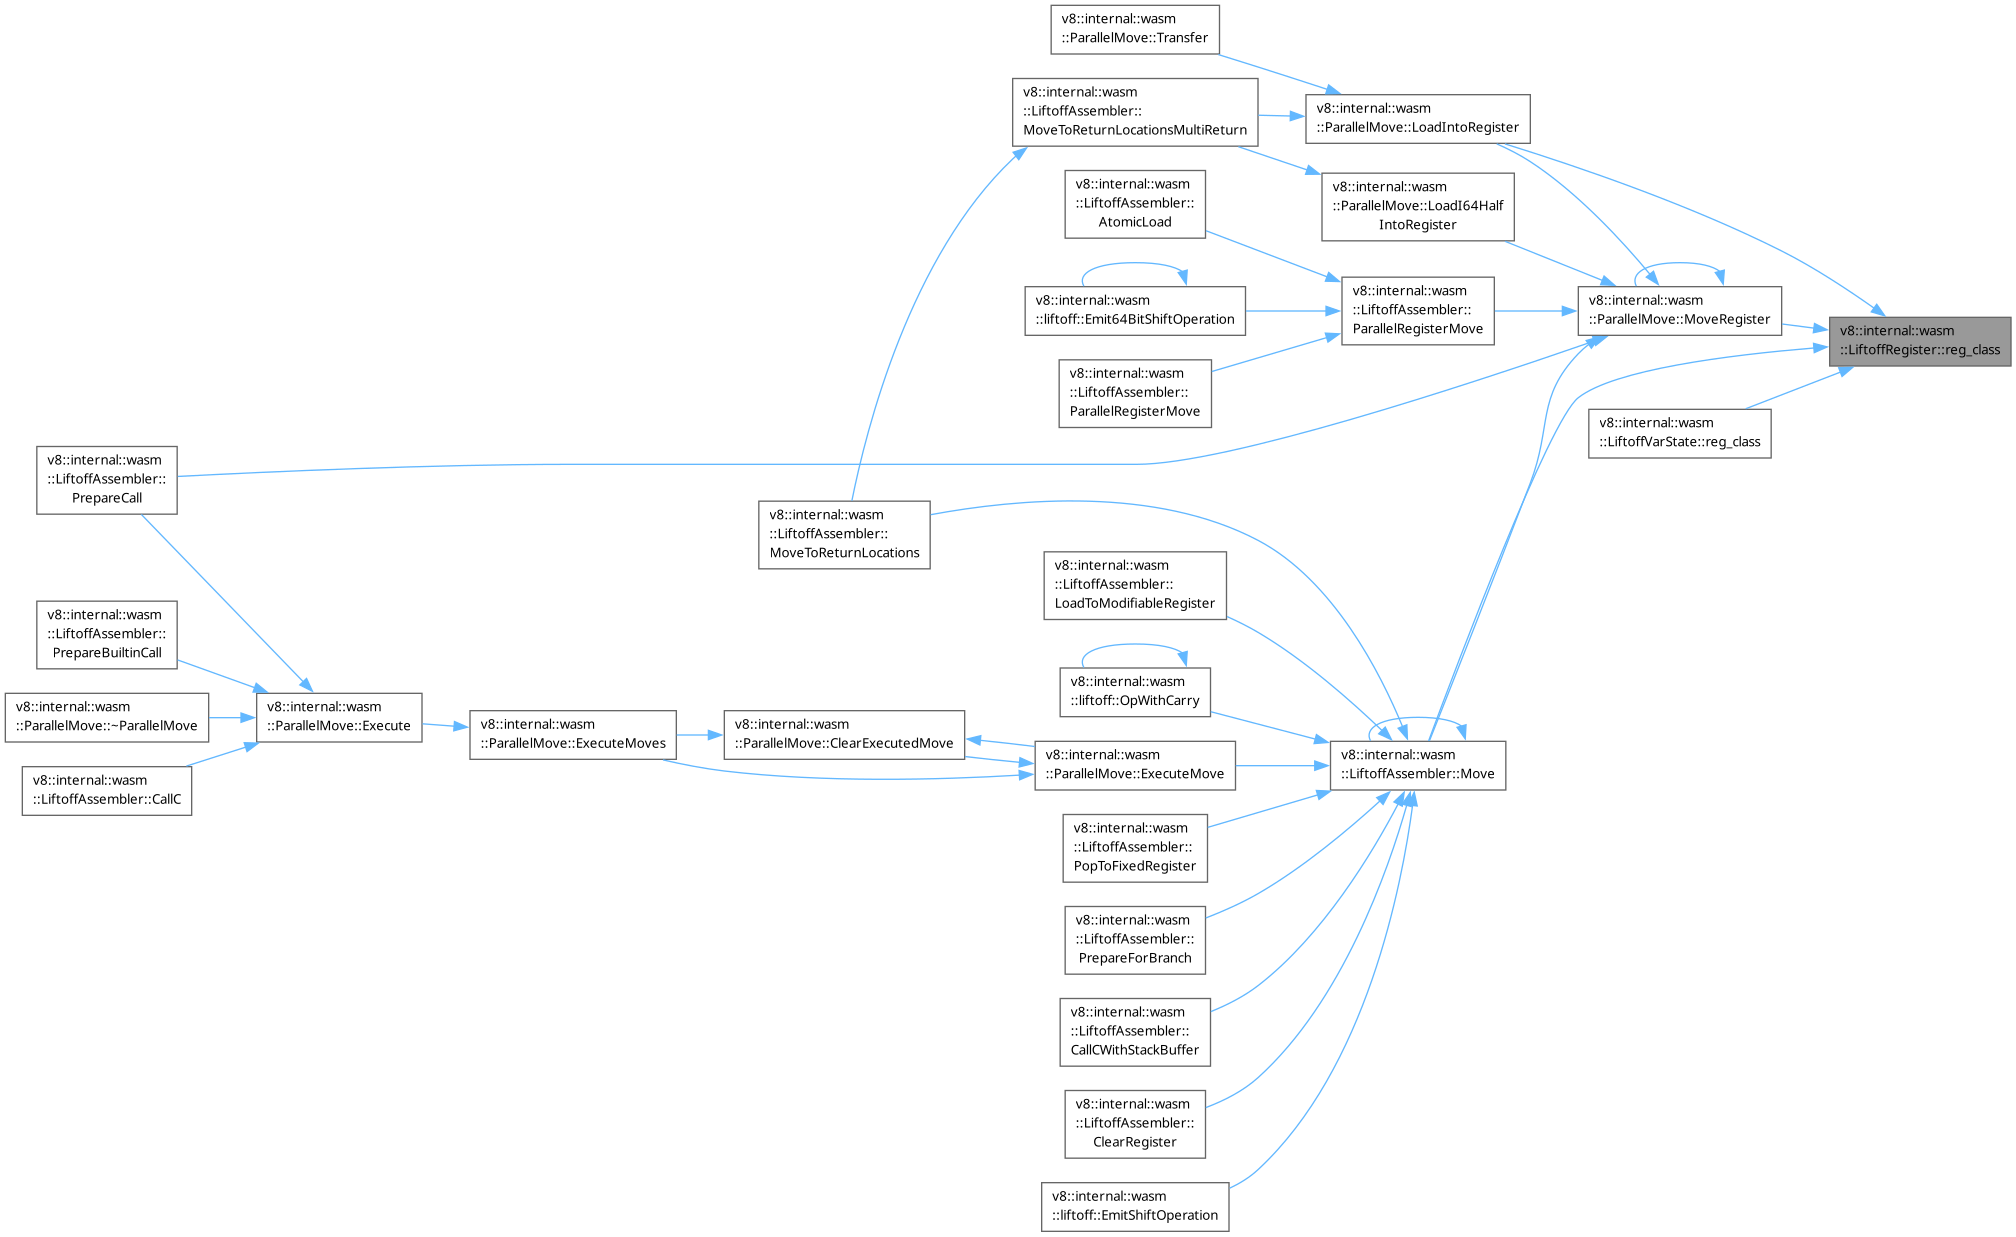 v8::internal::wasm
::ParallelMove::Transfer
v8::internal::wasm
::LiftoffAssembler::
MoveToReturnLocationsMultiReturn
v8::internal::wasm
::ParallelMove::LoadIntoRegister
v8::internal::wasm
::LiftoffAssembler::
AtomicLoad
v8::internal::wasm
::ParallelMove::LoadI64Half
IntoRegister
v8::internal::wasm
::liftoff::Emit64BitShiftOperation
v8::internal::wasm
::LiftoffAssembler::
ParallelRegisterMove
v8::internal::wasm
::ParallelMove::MoveRegister
v8::internal::wasm
::LiftoffRegister::reg_class
v8::internal::wasm
::LiftoffAssembler::
ParallelRegisterMove
v8::internal::wasm
::LiftoffVarState::reg_class
v8::internal::wasm
::LiftoffAssembler::
PrepareCall
v8::internal::wasm
::LiftoffAssembler::
MoveToReturnLocations
v8::internal::wasm
::LiftoffAssembler::
LoadToModifiableRegister
v8::internal::wasm
::LiftoffAssembler::
PrepareBuiltinCall
v8::internal::wasm
::liftoff::OpWithCarry
v8::internal::wasm
::ParallelMove::~ParallelMove
v8::internal::wasm
::ParallelMove::Execute
v8::internal::wasm
::ParallelMove::ExecuteMoves
v8::internal::wasm
::ParallelMove::ClearExecutedMove
v8::internal::wasm
::ParallelMove::ExecuteMove
v8::internal::wasm
::LiftoffAssembler::Move
v8::internal::wasm
::LiftoffAssembler::CallC
v8::internal::wasm
::LiftoffAssembler::
PopToFixedRegister
v8::internal::wasm
::LiftoffAssembler::
PrepareForBranch
v8::internal::wasm
::LiftoffAssembler::
CallCWithStackBuffer
v8::internal::wasm
::LiftoffAssembler::
ClearRegister
v8::internal::wasm
::liftoff::EmitShiftOperation